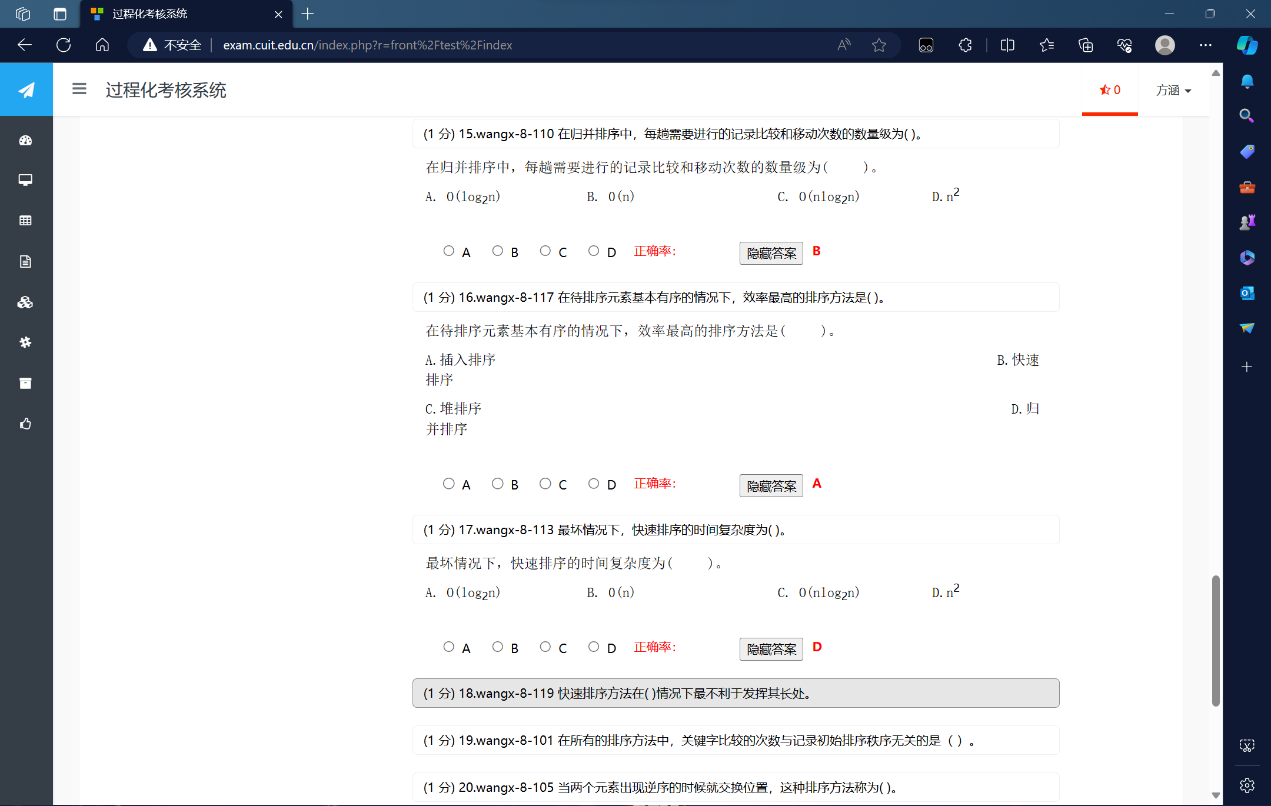 过程化考核系统
不安全 exam.cuit.edu.cn/index.php?r=front%2Ftest%2Findex
过程化考核系统
0
方涵
(1 分) 15.wangx-8-110 在归并排序中，每趟需要进行的记录比较和移动次数的数量级为( )。
在归并排序中，每趟需要进行的记录比较和移动次数的数量级为( )。
A. O(log₂n) B. O(n) C. O(nlog₂n) D.n²
A B C D 正确率: 隐藏答案 B
(1 分) 16.wangx-8-117 在待排序元素基本有序的情况下，效率最高的排序方法是( )。
在待排序元素基本有序的情况下，效率最高的排序方法是( )。
A.插入排序 B.快速
排序
C.堆排序 D.归
并排序
A B C D 正确率: 隐藏答案 A
(1 分) 17.wangx-8-113 最坏情况下，快速排序的时间复杂度为( )。
最坏情况下，快速排序的时间复杂度为( )。
A. O(log₂n) B. O(n) C. O(nlog₂n) D.n²
A B C D 正确率: 隐藏答案 D
(1 分) 18.wangx-8-119 快速排序方法在( )情况下最不利于发挥其长处。
(1 分) 19.wangx-8-101 在所有的排序方法中，关键字比较的次数与记录初始排序秩序无关的是（ ）。
(1 分) 20.wangx-8-105 当两个元素出现逆序的时候就交换位置，这种排序方法称为( )。